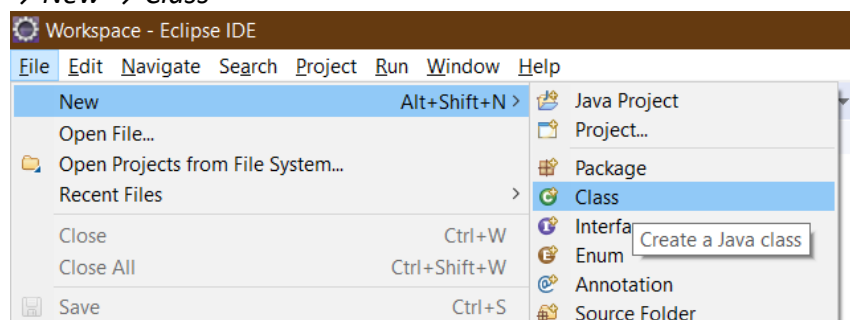 → New → Class
Workspace - Eclipse IDE
File Edit Navigate Search Project Run Window Help
New Alt+Shift+N >
Open File...
Open Projects from File System...
Recent Files >
Close Ctrl+W
Close All Ctrl+Shift+W
Save Ctrl+S
Java Project
Project...
Package
Class
Interfa
Create a Java class
Enum
Annotation
Source Folder